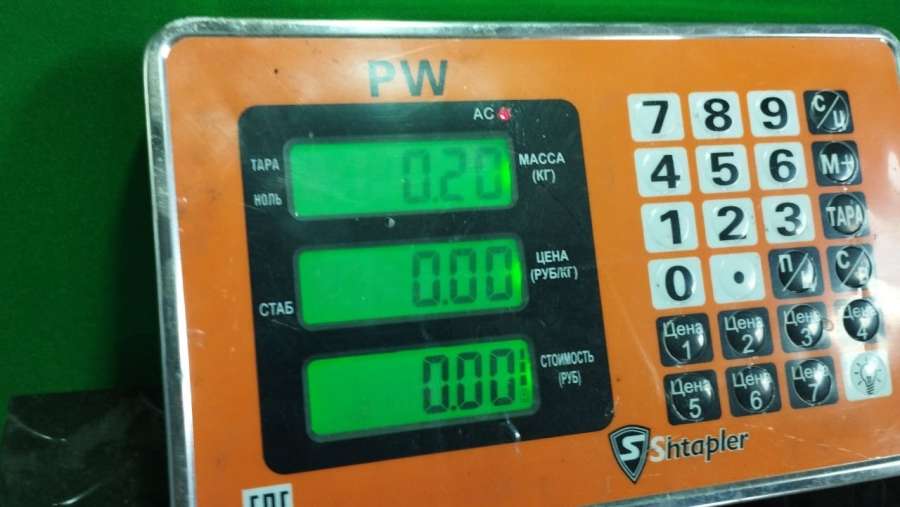 PW
AC
ТАРА
НОЛЬ
0.20
МАССА
(КГ)
СТАБ
0.00
ЦЕНА
(РУБ/КГ)
0.00
СТОИМОСТЬ
(РУБ)
7 8 9 С/Ц
4 5 6 М+
1 2 3 ТАРА
0 •
Цена 1
Цена 2
Цена 3
Цена 4
Цена 5
Цена 6
Цена 7
S Shtapler